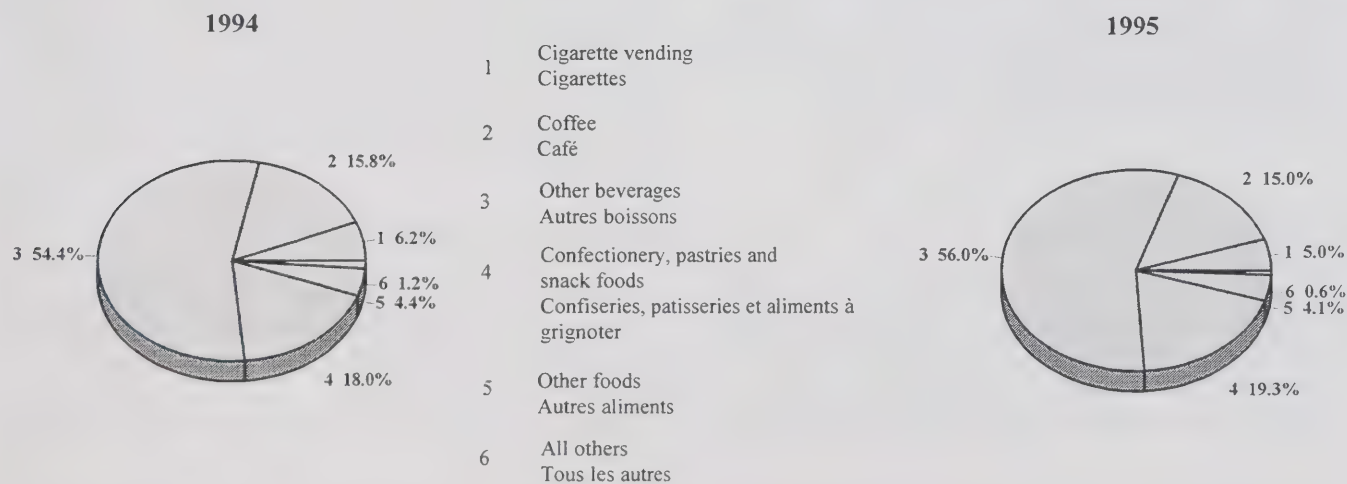 1994
2 15.8%
1 6.2%
3 54.4%
6 1.2%
5 4.4%
4 18.0%
1 Cigarette vending
Cigarettes
2 Coffee
Café
3 Other beverages
Autres boissons
4 Confectionery, pastries and
snack foods
Confiseries, patisseries et aliments à
grignoter
5 Other foods
Autres aliments
6 All others
Tous les autres
1995
2 15.0%
1 5.0%
3 56.0%
6 0.6%
5 4.1%
4 19.3%